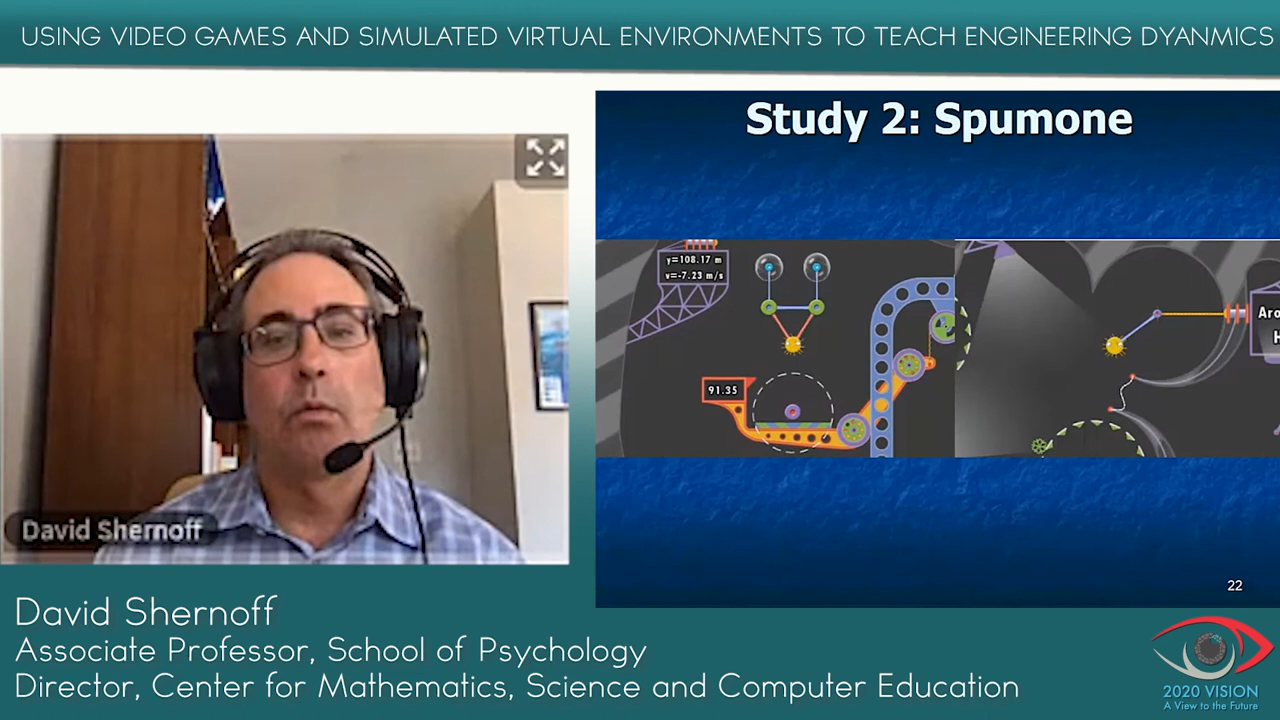 USING VIDEO GAMES AND SIMULATED VIRTUAL ENVIRONMENTS TO TEACH ENGINEERING DYANMICS
Study 2: Spumone
y=108.17 m
v=-7.23 m/s
91.35
Aro
H
22
David Shernoff
David Shernoff
Associate Professor, School of Psychology
Director, Center for Mathematics, Science and Computer Education
2020 VISION
A View to the Future